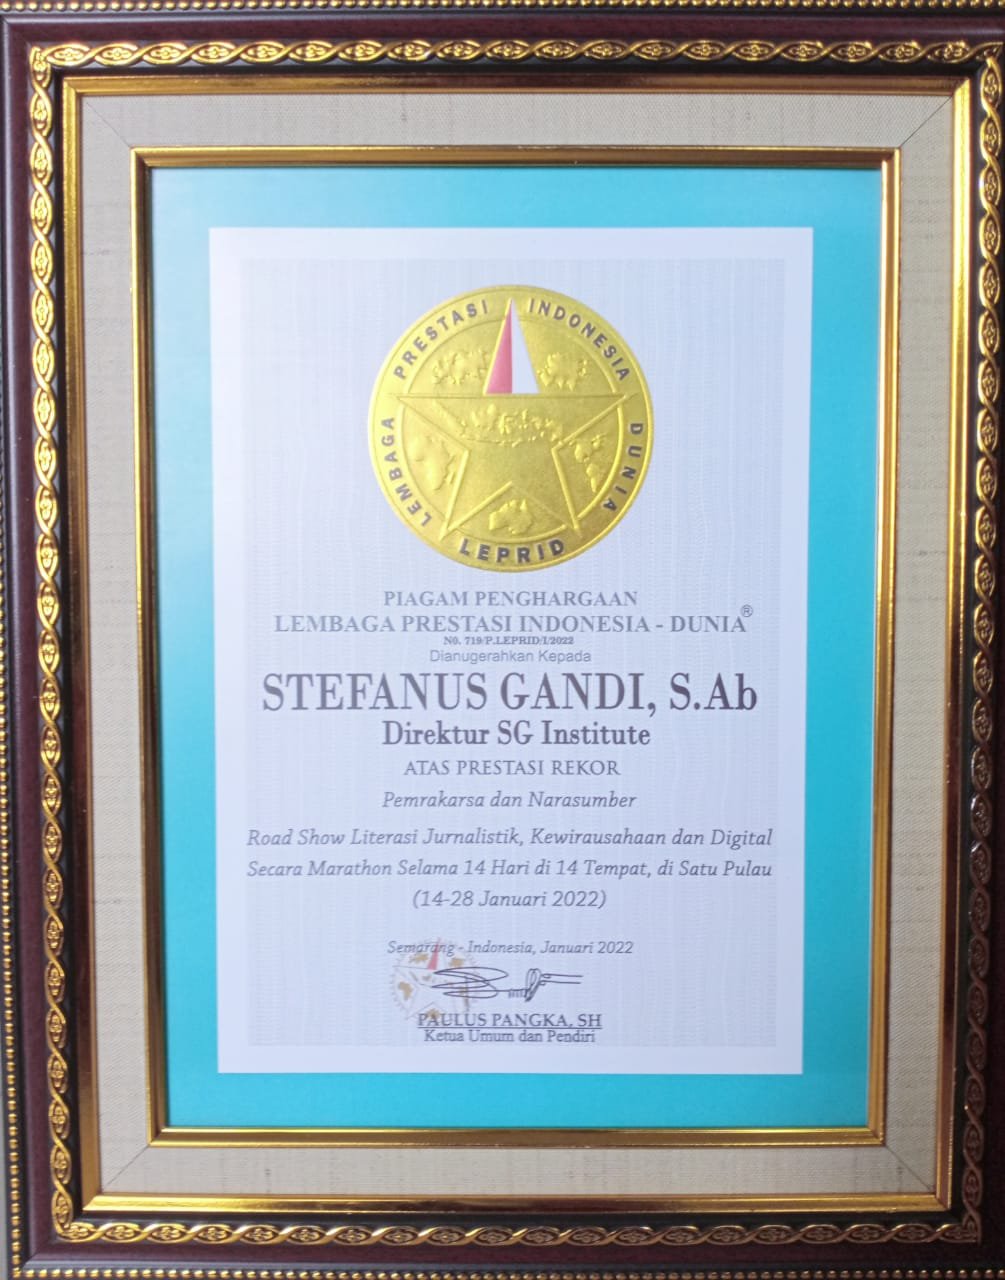 LEMBAGA PRESTASI INDONESIA DUNIA
LEPRID
PIAGAM PENGHARGAAN
LEMBAGA PRESTASI INDONESIA - DUNIA ®
N0. 719/P.LEPRID/I/2022
Dianugerahkan Kepada
STEFANUS GANDI, S.Ab
Direktur SG Institute
ATAS PRESTASI REKOR
Pemrakarsa dan Narasumber
Road Show Literasi Jurnalistik, Kewirausahaan dan Digital
Secara Marathon Selama 14 Hari di 14 Tempat, di Satu Pulau
(14-28 Januari 2022)
Semarang - Indonesia, Januari 2022
PAULUS PANGKA, SH
Ketua Umum dan Pendiri